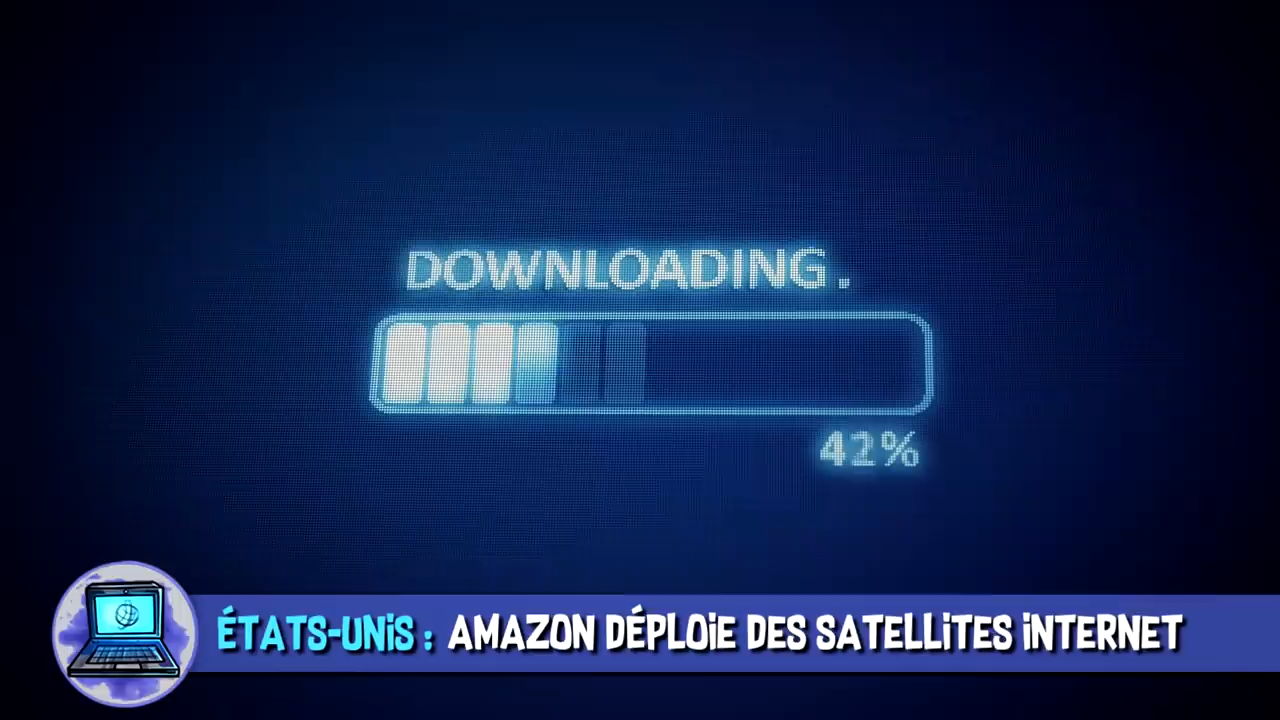 DOWNLOADING.
42%
ÉTATS-UNiS : AMAZON DÉPLOiE DES SATELLiTES iNTERNET